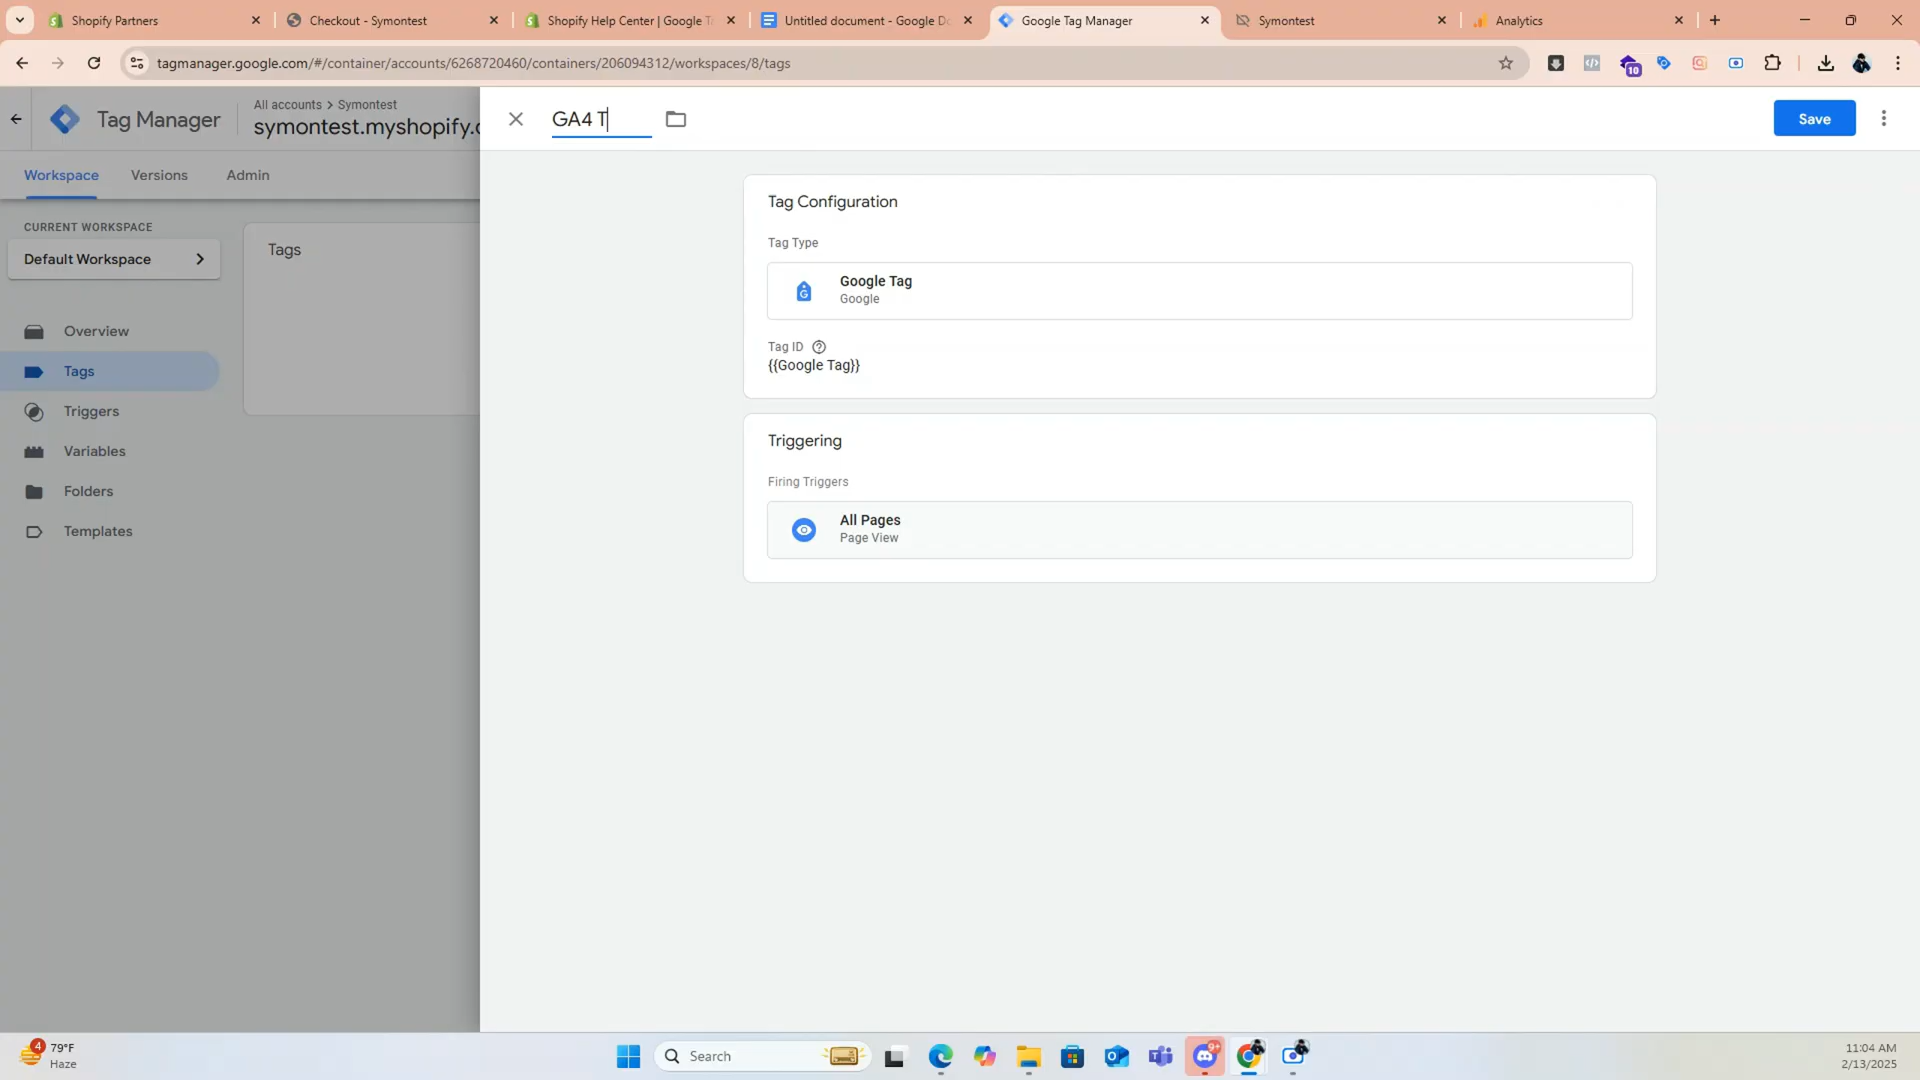 Shopify Partners
Checkout - Symontest
Shopify Help Center | Google T
Untitled document - Google Do
Google Tag Manager
Symontest
Analytics
tagmanager.google.com/#/container/accounts/6268720460/containers/206094312/workspaces/8/tags
10
Tag Manager
All accounts > Symontest
symontest.myshopify.c
GA4 T
Save
Workspace
Versions
Admin
CURRENT WORKSPACE
Default Workspace
Overview
Tags
Triggers
Variables
Folders
Templates
Tags
Tag Configuration
Tag Type
Google Tag
Google
Tag ID
{{Google Tag}}
Triggering
Firing Triggers
All Pages
Page View
4
79°F
Haze
Search
9+
11:04 AM
2/13/2025